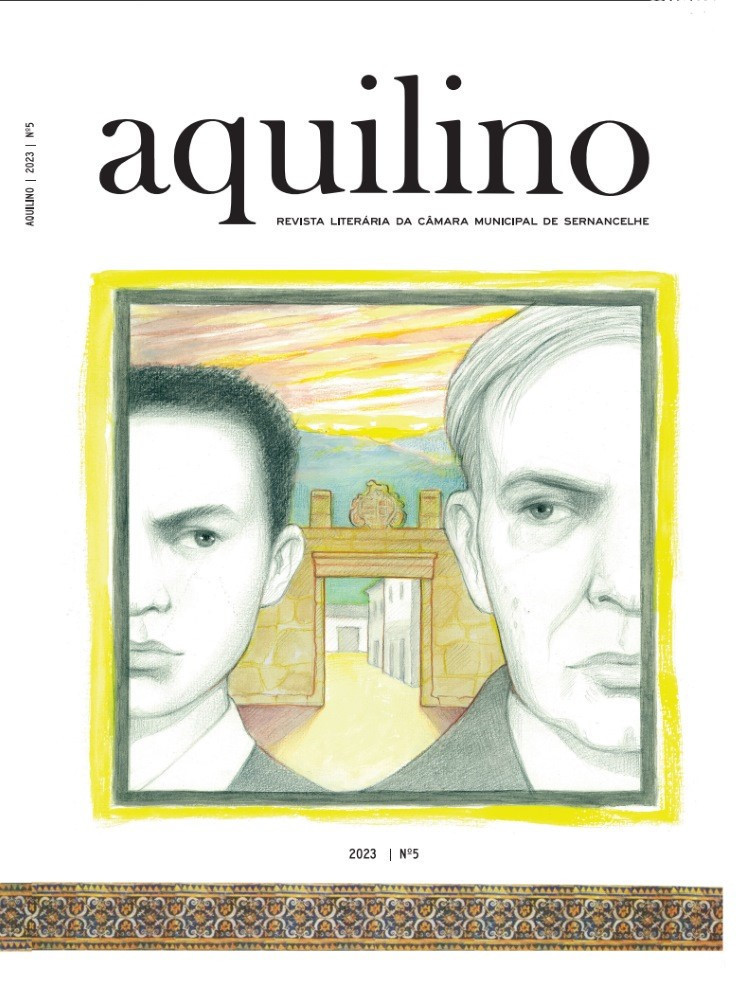 aquilino
REVISTA LITERÁRIA DA CÂMARA MUNICIPAL DE SERNANCELHE
AQUILINO | 2023 | Nº5
2023 | Nº5